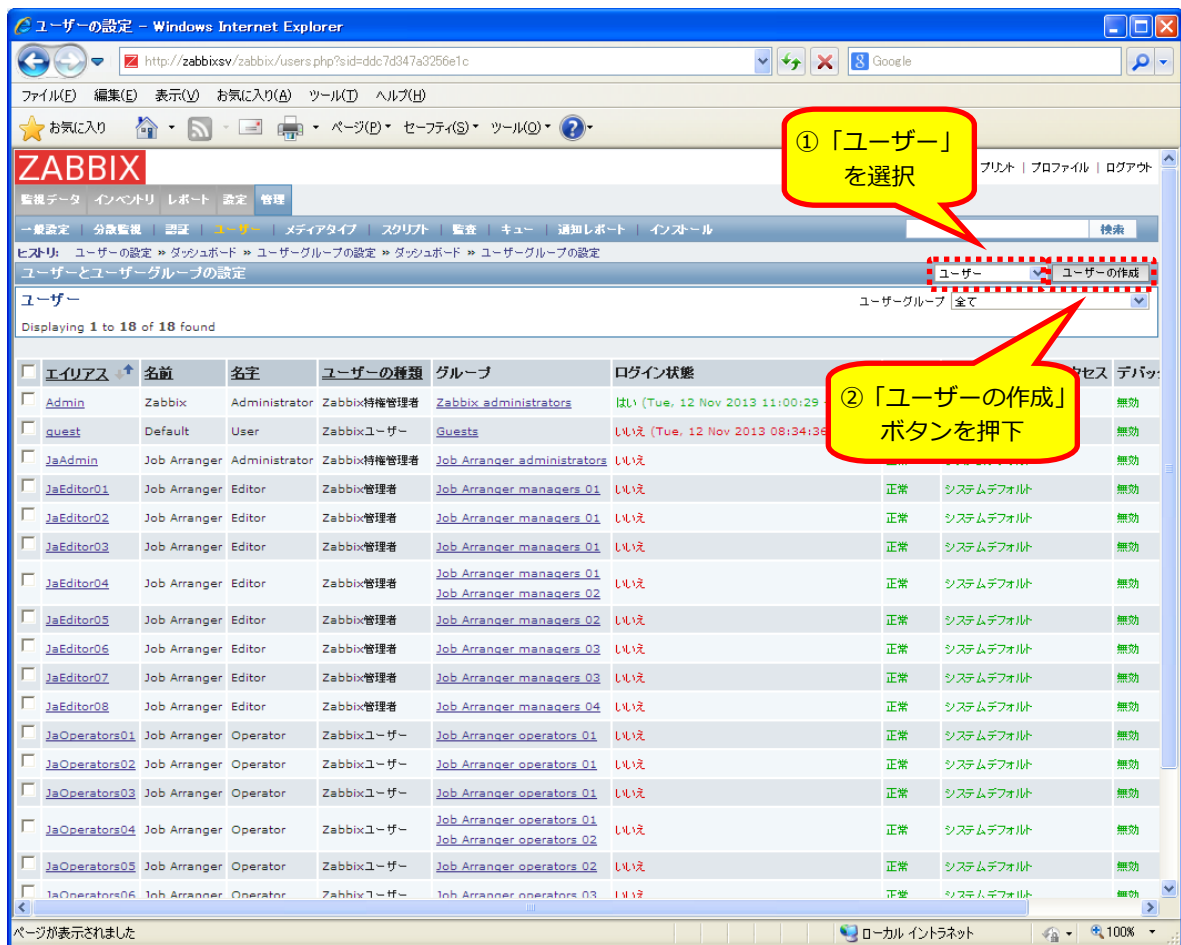 ユーザーの設定 - Windows Internet Explorer
http://zabbixsv/zabbix/users.php?sid=ddc7d347a3256e1c
Google
ファイル(F) 編集(E) 表示(V) お気に入り(A) ツール(T) ヘルプ(H)
お気に入り ページ(P) セーフティ(S) ツール(O)
①「ユーザー」
を選択
ZABBIX
プリント | プロファイル | ログアウト
監視データ インベントリ レポート 設定 管理
一般設定 | 分散監視 | 認証 | ユーザー | メディアタイプ | スクリプト | 監査 | キュー | 通知レポート | インストール 検索
ヒストリ: ユーザーの設定 » ダッシュボード » ユーザーグループの設定 » ダッシュボード » ユーザーグループの設定
ユーザーとユーザーグループの設定 ユーザー ユーザーの作成
ユーザー ユーザーグループ 全て
Displaying 1 to 18 of 18 found
②「ユーザーの作成」
ボタンを押下
エイリアス 名前 名字 ユーザーの種類 グループ ログイン状態 クセス デバッ
Admin Zabbix Administrator Zabbix特権管理者 Zabbix administrators はい (Tue, 12 Nov 2013 11:00:29 無効
guest Default User Zabbixユーザー Guests いいえ (Tue, 12 Nov 2013 08:34:36 無効
JaAdmin Job Arranger Administrator Zabbix特権管理者 Job Arranger administrators いいえ 無効
JaEditor01 Job Arranger Editor Zabbix管理者 Job Arranger managers 01 いいえ 正常 システムデフォルト 無効
JaEditor02 Job Arranger Editor Zabbix管理者 Job Arranger managers 01 いいえ 正常 システムデフォルト 無効
JaEditor03 Job Arranger Editor Zabbix管理者 Job Arranger managers 01 いいえ 正常 システムデフォルト 無効
JaEditor04 Job Arranger Editor Zabbix管理者 Job Arranger managers 01 いいえ 正常 システムデフォルト 無効
Job Arranger managers 02
JaEditor05 Job Arranger Editor Zabbix管理者 Job Arranger managers 02 いいえ 正常 システムデフォルト 無効
JaEditor06 Job Arranger Editor Zabbix管理者 Job Arranger managers 03 いいえ 正常 システムデフォルト 無効
JaEditor07 Job Arranger Editor Zabbix管理者 Job Arranger managers 03 いいえ 正常 システムデフォルト 無効
JaEditor08 Job Arranger Editor Zabbix管理者 Job Arranger managers 04 いいえ 正常 システムデフォルト 無効
JaOperators01 Job Arranger Operator Zabbixユーザー Job Arranger operators 01 いいえ 正常 システムデフォルト 無効
JaOperators02 Job Arranger Operator Zabbixユーザー Job Arranger operators 01 いいえ 正常 システムデフォルト 無効
JaOperators03 Job Arranger Operator Zabbixユーザー Job Arranger operators 01 いいえ 正常 システムデフォルト 無効
JaOperators04 Job Arranger Operator Zabbixユーザー Job Arranger operators 01 いいえ 正常 システムデフォルト 無効
Job Arranger operators 02
JaOperators05 Job Arranger Operator Zabbixユーザー Job Arranger operators 02 いいえ 正常 システムデフォルト 無効
JaOperators06 Job Arranger Operator Zabbixユーザー Job Arranger operators 03 いいえ 正常 システムデフォルト 無効
ページが表示されました ローカル イントラネット 100%